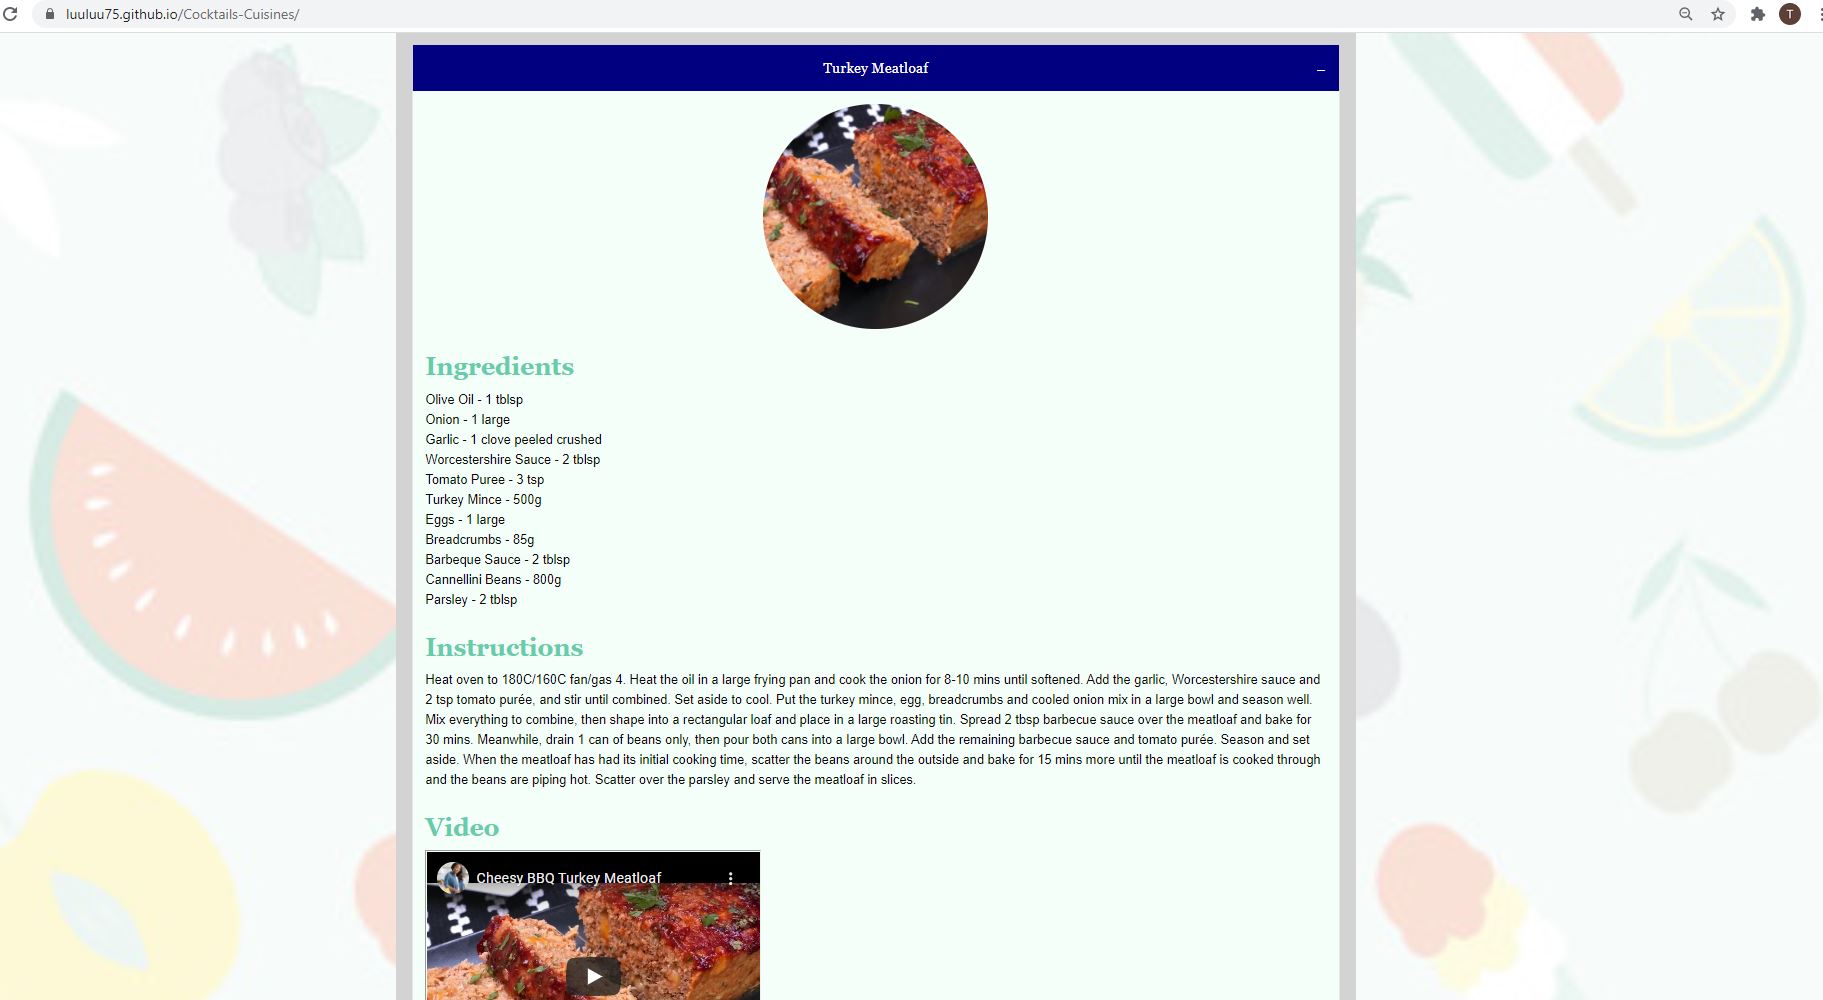 luuluu75.github.io/Cocktails-Cuisines/
T
Turkey Meatloaf
–
Ingredients
Olive Oil - 1 tblsp
Onion - 1 large
Garlic - 1 clove peeled crushed
Worcestershire Sauce - 2 tblsp
Tomato Puree - 3 tsp
Turkey Mince - 500g
Eggs - 1 large
Breadcrumbs - 85g
Barbeque Sauce - 2 tblsp
Cannellini Beans - 800g
Parsley - 2 tblsp
Instructions
Heat oven to 180C/160C fan/gas 4. Heat the oil in a large frying pan and cook the onion for 8-10 mins until softened. Add the garlic, Worcestershire sauce and
2 tsp tomato purée, and stir until combined. Set aside to cool. Put the turkey mince, egg, breadcrumbs and cooled onion mix in a large bowl and season well.
Mix everything to combine, then shape into a rectangular loaf and place in a large roasting tin. Spread 2 tbsp barbecue sauce over the meatloaf and bake for
30 mins. Meanwhile, drain 1 can of beans only, then pour both cans into a large bowl. Add the remaining barbecue sauce and tomato purée. Season and set
aside. When the meatloaf has had its initial cooking time, scatter the beans around the outside and bake for 15 mins more until the meatloaf is cooked through
and the beans are piping hot. Scatter over the parsley and serve the meatloaf in slices.
Video
Cheesy BBQ Turkey Meatloaf